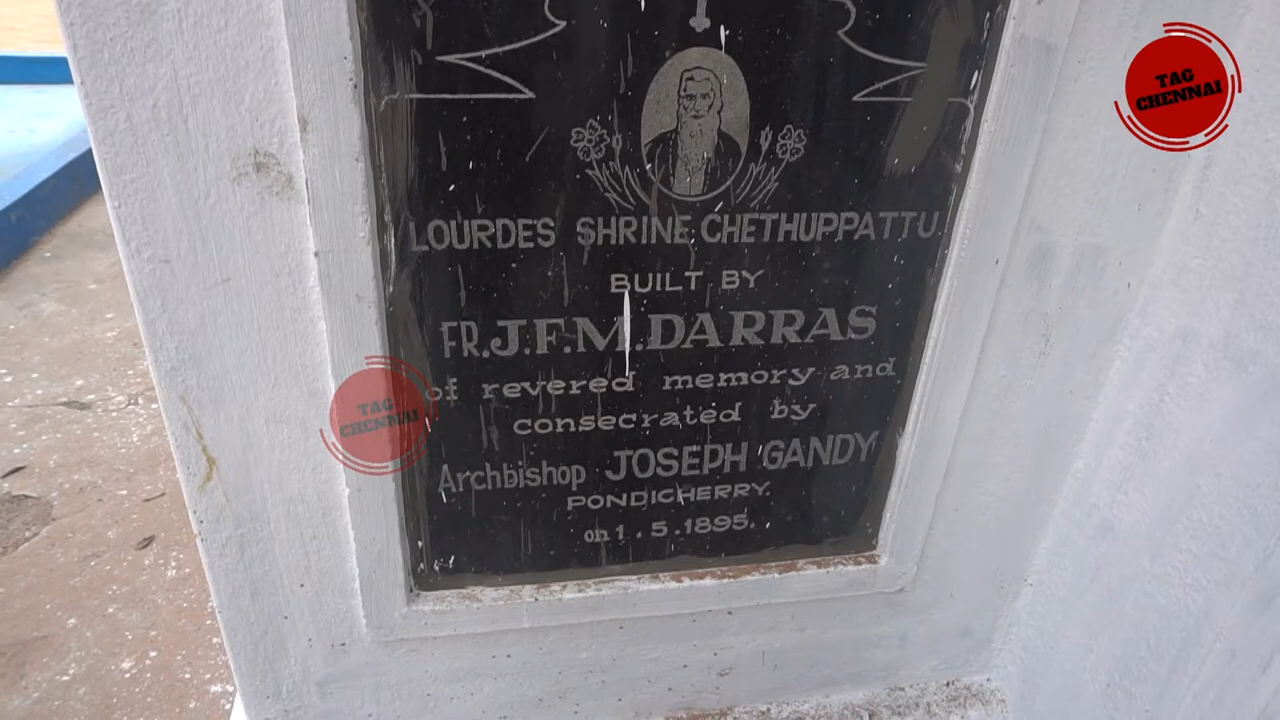 TAG
CHENNAI
LOURDE'S SHRINE CHETHUPPATTU
BUILT BY
FR.J.F.M.DARRAS
of revered memory and
consecrated by
Archbishop JOSEPH GANDY
PONDICHERRY.
on 1.5.1895.
TAG
CHENNAI